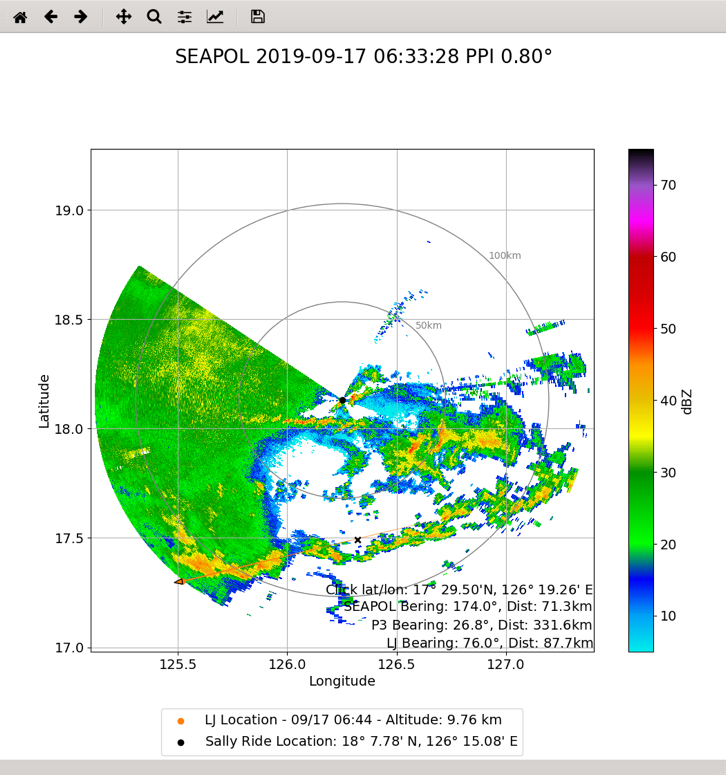 SEAPOL 2019-09-17 06:33:28 PPI 0.80°
19.0
18.5
18.0
17.5
17.0
Latitude
125.5 126.0 126.5 127.0
Longitude
100km
50km
Click lat/lon: 17° 29.50'N, 126° 19.26' E
SEAPOL Bering: 174.0°, Dist: 71.3km
P3 Bearing: 26.8°, Dist: 331.6km
LJ Bearing: 76.0°, Dist: 87.7km
70
60
50
40
30
20
10
dBZ
LJ Location - 09/17 06:44 - Altitude: 9.76 km
Sally Ride Location: 18° 7.78' N, 126° 15.08' E